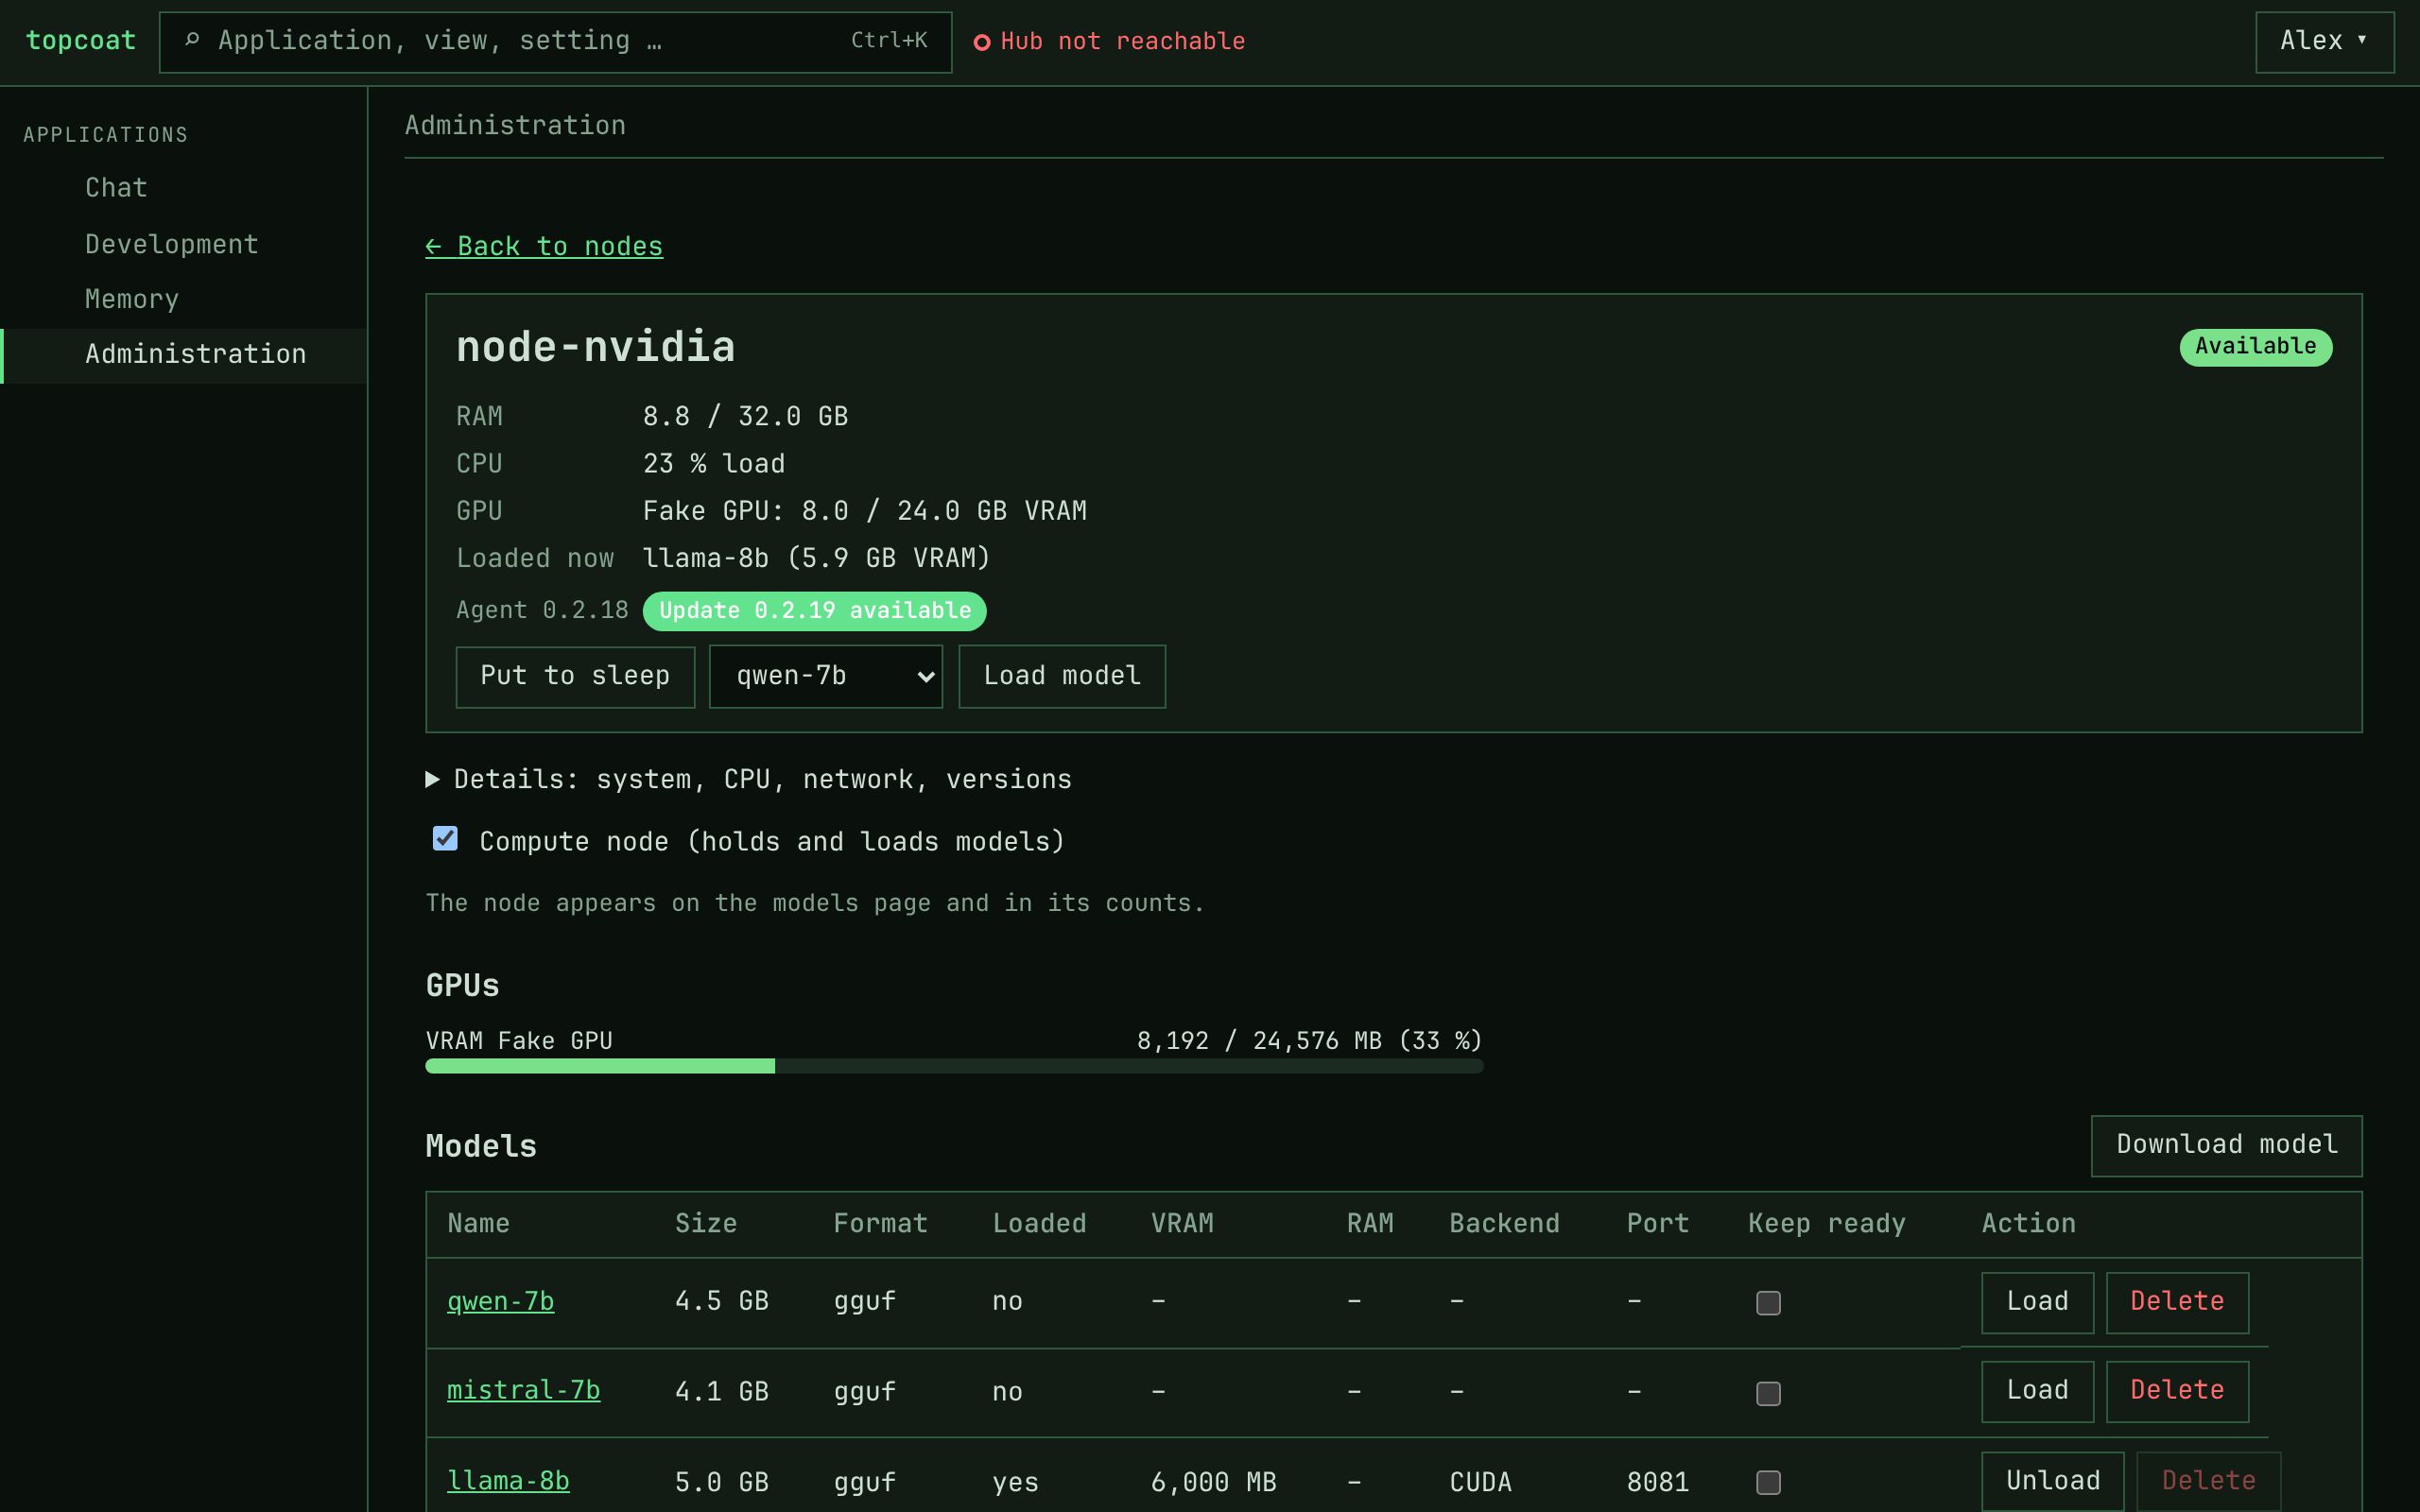 topcoat Application, view, setting … Ctrl+K Hub not reachable Alex ▾
APPLICATIONS
Chat
Development
Memory
Administration
Administration
← Back to nodes
node-nvidia Available
RAM 8.8 / 32.0 GB
CPU 23 % load
GPU Fake GPU: 8.0 / 24.0 GB VRAM
Loaded now llama-8b (5.9 GB VRAM)
Agent 0.2.18 Update 0.2.19 available
Put to sleep qwen-7b Load model
▶ Details: system, CPU, network, versions
Compute node (holds and loads models)
The node appears on the models page and in its counts.
GPUs
VRAM Fake GPU 8,192 / 24,576 MB (33 %)
Models Download model
Name Size Format Loaded VRAM RAM Backend Port Keep ready Action
qwen-7b 4.5 GB gguf no – – – – Load Delete
mistral-7b 4.1 GB gguf no – – – – Load Delete
llama-8b 5.0 GB gguf yes 6,000 MB – CUDA 8081 Unload Delete